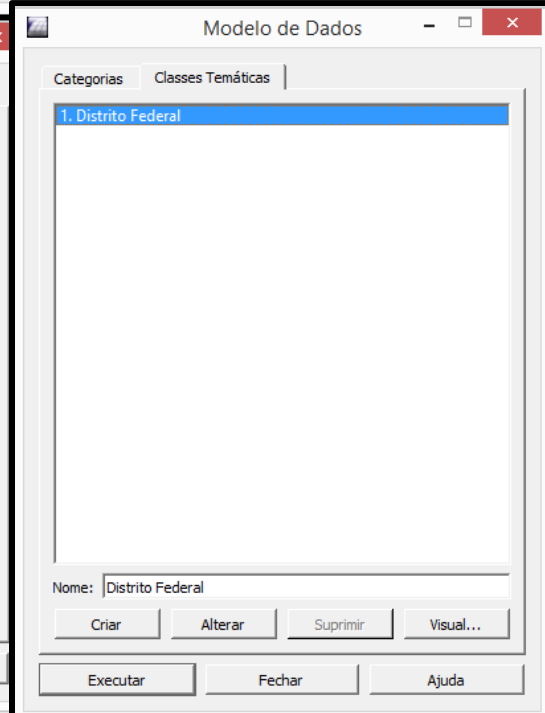 Modelo de Dados
Categorias Classes Temáticas
1. Distrito Federal
Nome: Distrito Federal
Criar Alterar Suprimir Visual...
Executar Fechar Ajuda